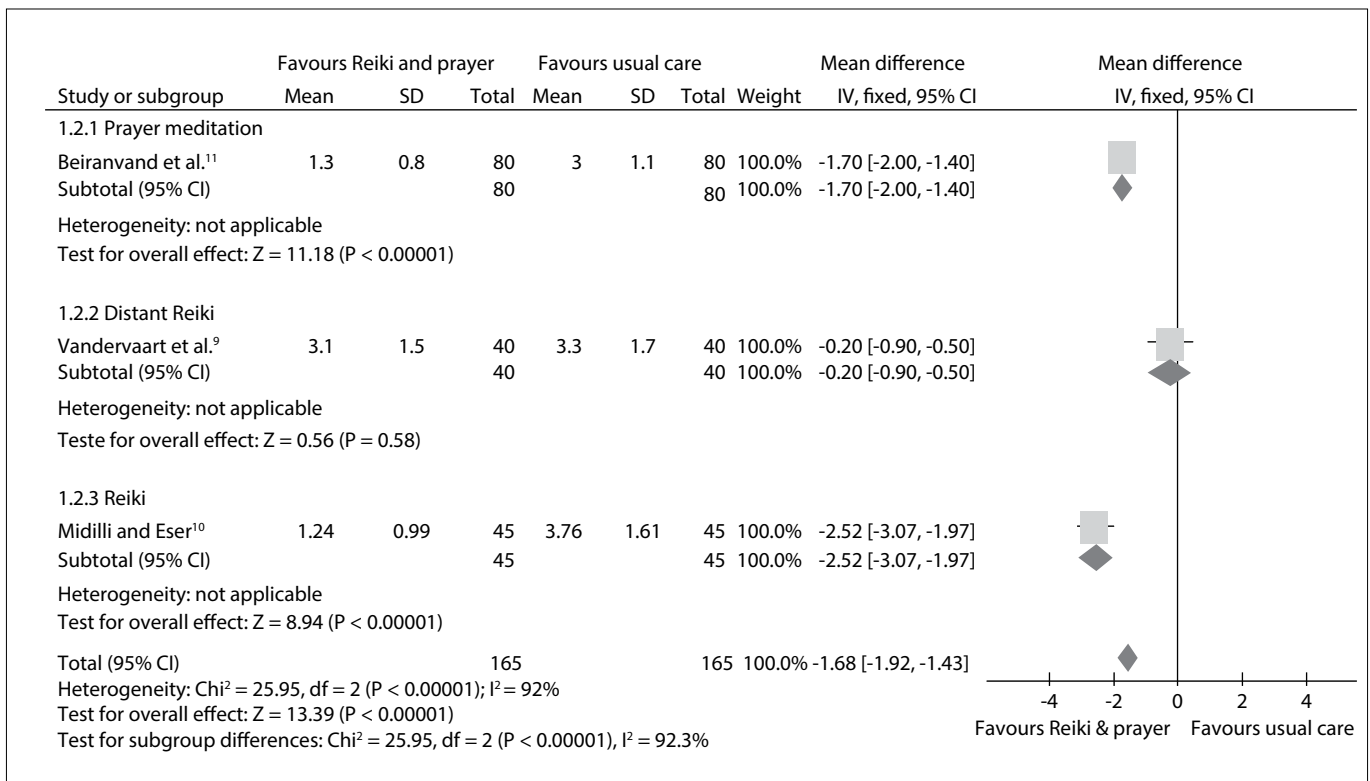 Favours Reiki and prayer Favours usual care Mean difference Mean difference
Study or subgroup Mean SD Total Mean SD Total Weight IV, fixed, 95% CI IV, fixed, 95% CI
1.2.1 Prayer meditation
Beiranvand et al.¹¹ 1.3 0.8 80 3 1.1 80 100.0% -1.70 [-2.00, -1.40]
Subtotal (95% CI) 80 80 100.0% -1.70 [-2.00, -1.40]
Heterogeneity: not applicable
Test for overall effect: Z = 11.18 (P < 0.00001)
1.2.2 Distant Reiki
Vandervaart et al.⁹ 3.1 1.5 40 3.3 1.7 40 100.0% -0.20 [-0.90, -0.50]
Subtotal (95% CI) 40 40 100.0% -0.20 [-0.90, -0.50]
Heterogeneity: not applicable
Teste for overall effect: Z = 0.56 (P = 0.58)
1.2.3 Reiki
Midilli and Eser¹⁰ 1.24 0.99 45 3.76 1.61 45 100.0% -2.52 [-3.07, -1.97]
Subtotal (95% CI) 45 45 100.0% -2.52 [-3.07, -1.97]
Heterogeneity: not applicable
Test for overall effect: Z = 8.94 (P < 0.00001)
Total (95% CI) 165 165 100.0% -1.68 [-1.92, -1.43]
Heterogeneity: Chi² = 25.95, df = 2 (P < 0.00001); I² = 92%
Test for overall effect: Z = 13.39 (P < 0.00001)
Test for subgroup differences: Chi² = 25.95, df = 2 (P < 0.00001), I² = 92.3%
-4 -2 0 2 4
Favours Reiki & prayer Favours usual care